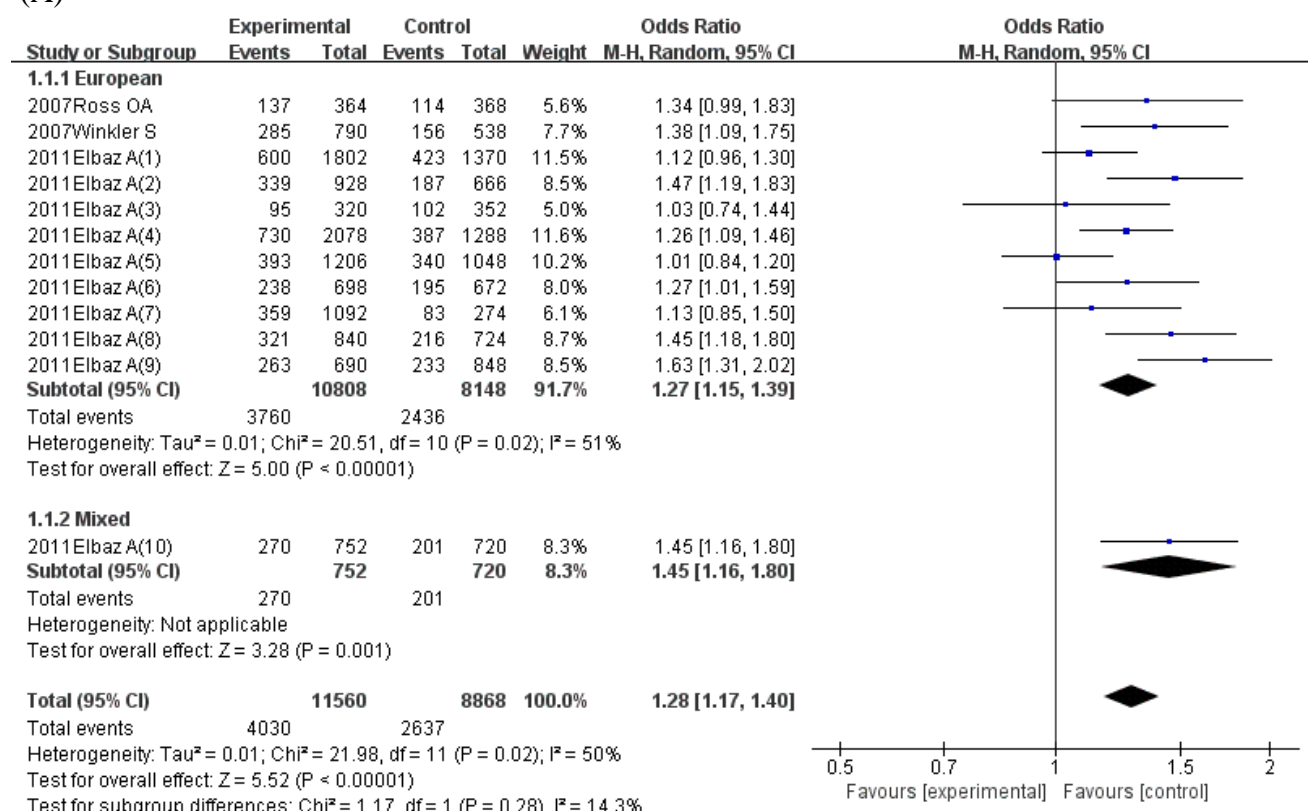 (A)
Experimental Control Odds Ratio Odds Ratio
Study or Subgroup Events Total Events Total Weight M-H, Random, 95% CI M-H, Random, 95% CI
1.1.1 European
2007Ross OA 137 364 114 368 5.6% 1.34 [0.99, 1.83]
2007Winkler S 285 790 156 538 7.7% 1.38 [1.09, 1.75]
2011Elbaz A(1) 600 1802 423 1370 11.5% 1.12 [0.96, 1.30]
2011Elbaz A(2) 339 928 187 666 8.5% 1.47 [1.19, 1.83]
2011Elbaz A(3) 95 320 102 352 5.0% 1.03 [0.74, 1.44]
2011Elbaz A(4) 730 2078 387 1288 11.6% 1.26 [1.09, 1.46]
2011Elbaz A(5) 393 1206 340 1048 10.2% 1.01 [0.84, 1.20]
2011Elbaz A(6) 238 698 195 672 8.0% 1.27 [1.01, 1.59]
2011Elbaz A(7) 359 1092 83 274 6.1% 1.13 [0.85, 1.50]
2011Elbaz A(8) 321 840 216 724 8.7% 1.45 [1.18, 1.80]
2011Elbaz A(9) 263 690 233 848 8.5% 1.63 [1.31, 2.02]
Subtotal (95% CI) 10808 8148 91.7% 1.27 [1.15, 1.39]
Total events 3760 2436
Heterogeneity: Tau² = 0.01; Chi² = 20.51, df = 10 (P = 0.02); I² = 51%
Test for overall effect: Z = 5.00 (P < 0.00001)
1.1.2 Mixed
2011Elbaz A(10) 270 752 201 720 8.3% 1.45 [1.16, 1.80]
Subtotal (95% CI) 752 720 8.3% 1.45 [1.16, 1.80]
Total events 270 201
Heterogeneity: Not applicable
Test for overall effect: Z = 3.28 (P = 0.001)
Total (95% CI) 11560 8868 100.0% 1.28 [1.17, 1.40]
Total events 4030 2637
Heterogeneity: Tau² = 0.01; Chi² = 21.98, df = 11 (P = 0.02); I² = 50%
Test for overall effect: Z = 5.52 (P < 0.00001)
Test for subgroup differences: Chi² = 1.17, df = 1 (P = 0.28), I² = 14.3%
0.5 0.7 1 1.5 2
Favours [experimental] Favours [control]